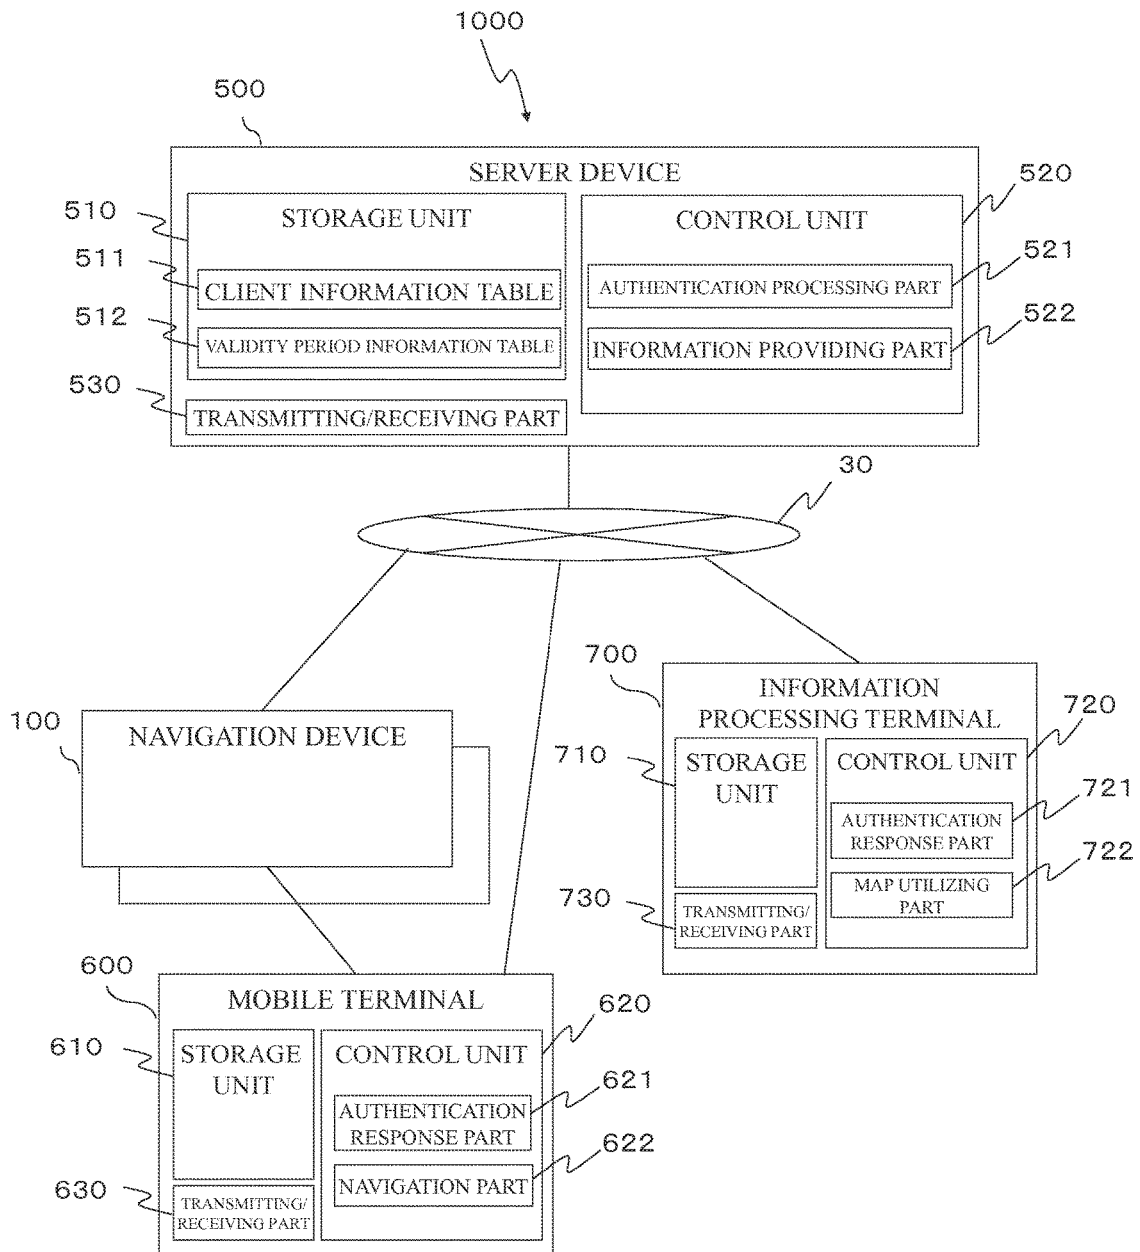 1000
500
SERVER DEVICE
520
510
STORAGE UNIT
CONTROL UNIT
511
521
CLIENT INFORMATION TABLE
AUTHENTICATION PROCESSING PART
512
522
VALIDITY PERIOD INFORMATION TABLE
INFORMATION PROVIDING PART
530
TRANSMITTING/RECEIVING PART
30
700
INFORMATION
PROCESSING TERMINAL
100
NAVIGATION DEVICE
720
710
STORAGE
UNIT
CONTROL UNIT
721
AUTHENTICATION
RESPONSE PART
722
MAP UTILIZING
PART
730
TRANSMITTING/
RECEIVING PART
600
MOBILE TERMINAL
620
610
STORAGE
UNIT
CONTROL UNIT
621
AUTHENTICATION
RESPONSE PART
622
NAVIGATION PART
630
TRANSMITTING/
RECEIVING PART